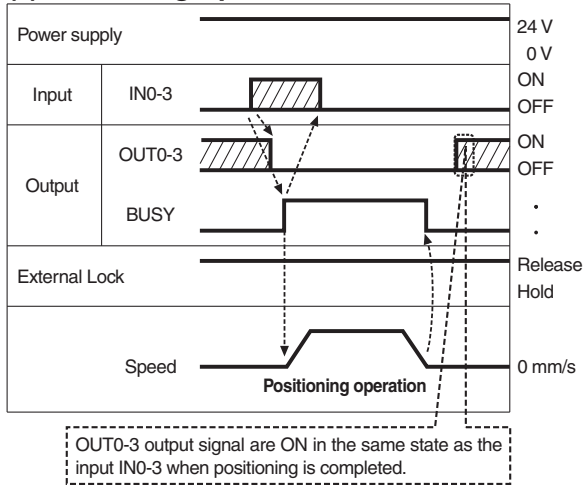 Power supply
24 V
0 V
Input
IN0-3
ON
OFF
Output
OUT0-3
ON
OFF
BUSY
External Lock
Release
Hold
Speed
0 mm/s
Positioning operation
OUT0-3 output signal are ON in the same state as the
input IN0-3 when positioning is completed.